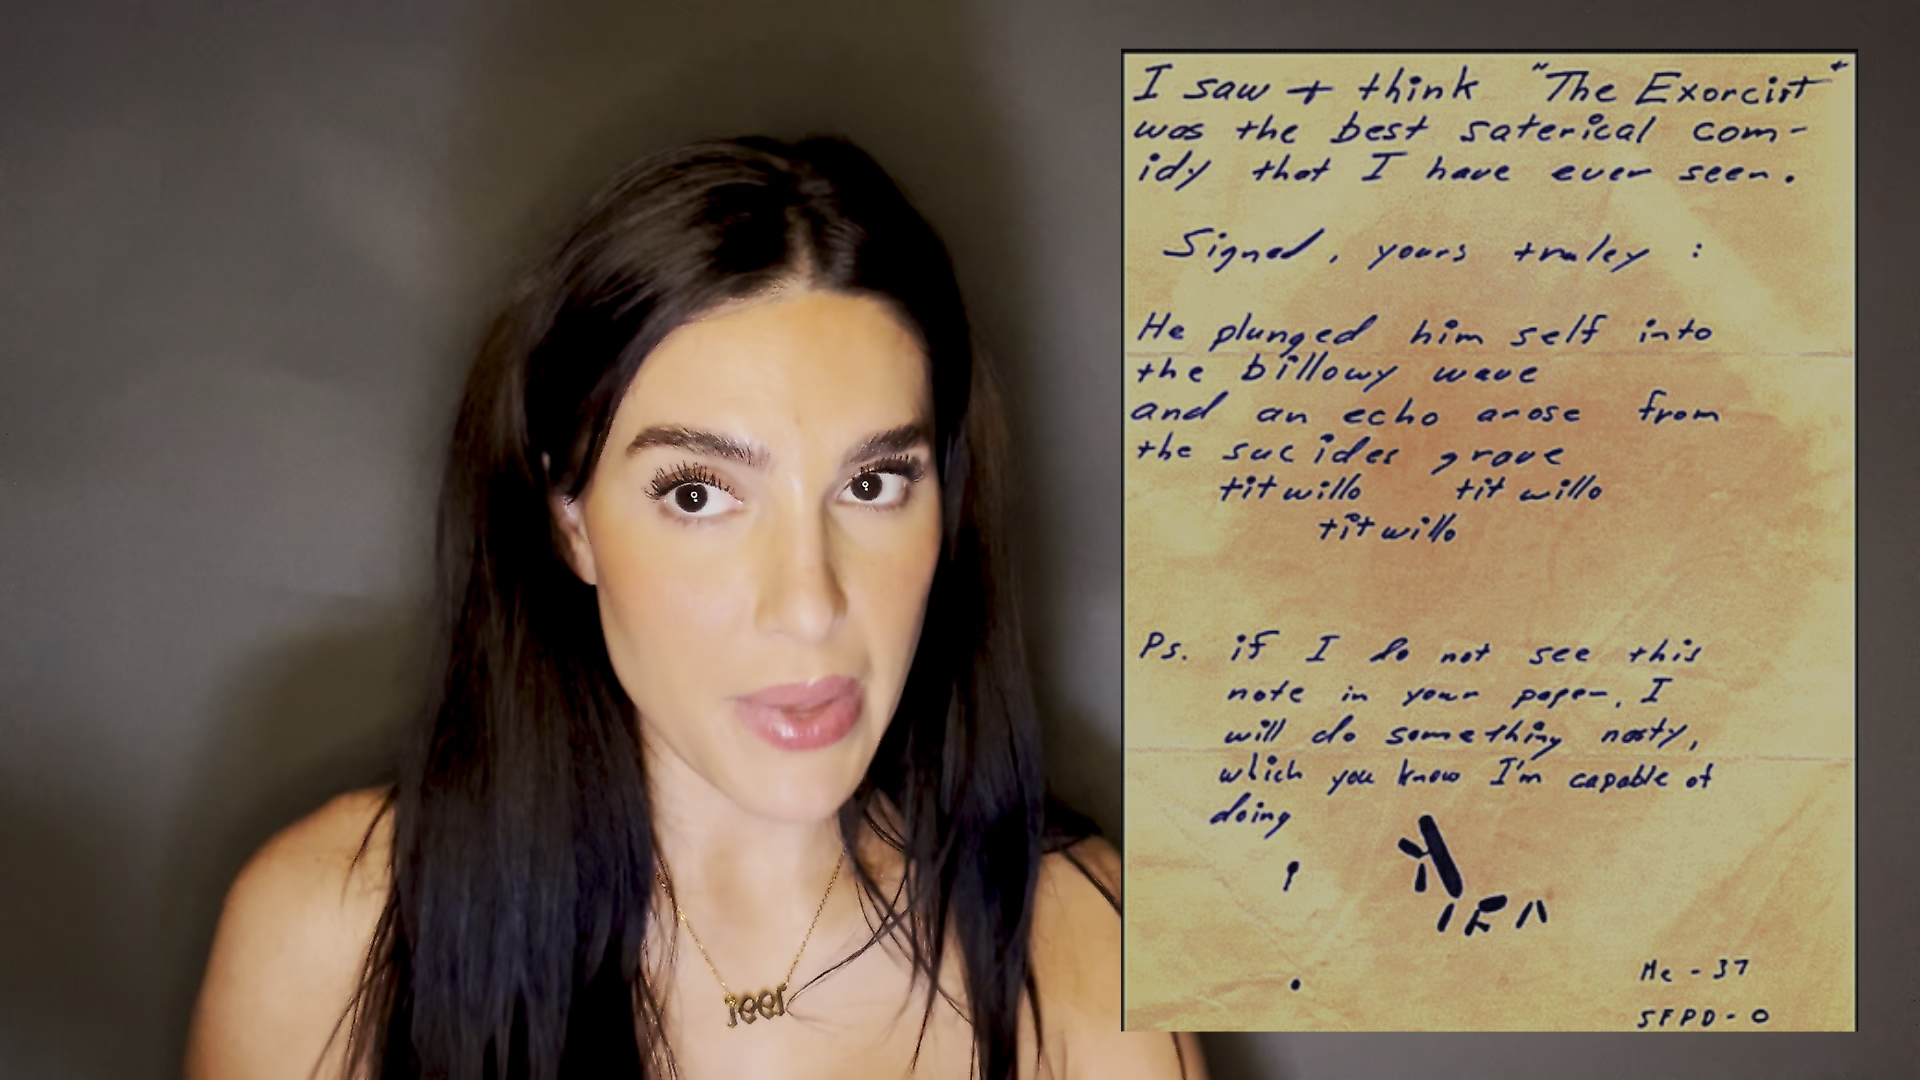 I saw + think "The Exorcist"
was the best saterical com-
idy that I have ever seen.
Signed, yours truley :
He plunged him self into
the billowy wave
and an echo arose from
the sucides grove
tit willo tit willo
tit willo
Ps. if I do not see this
note in your paper, I
will do something nasty,
which you know I'm capable of
doing
Me - 37
SFPD - 0